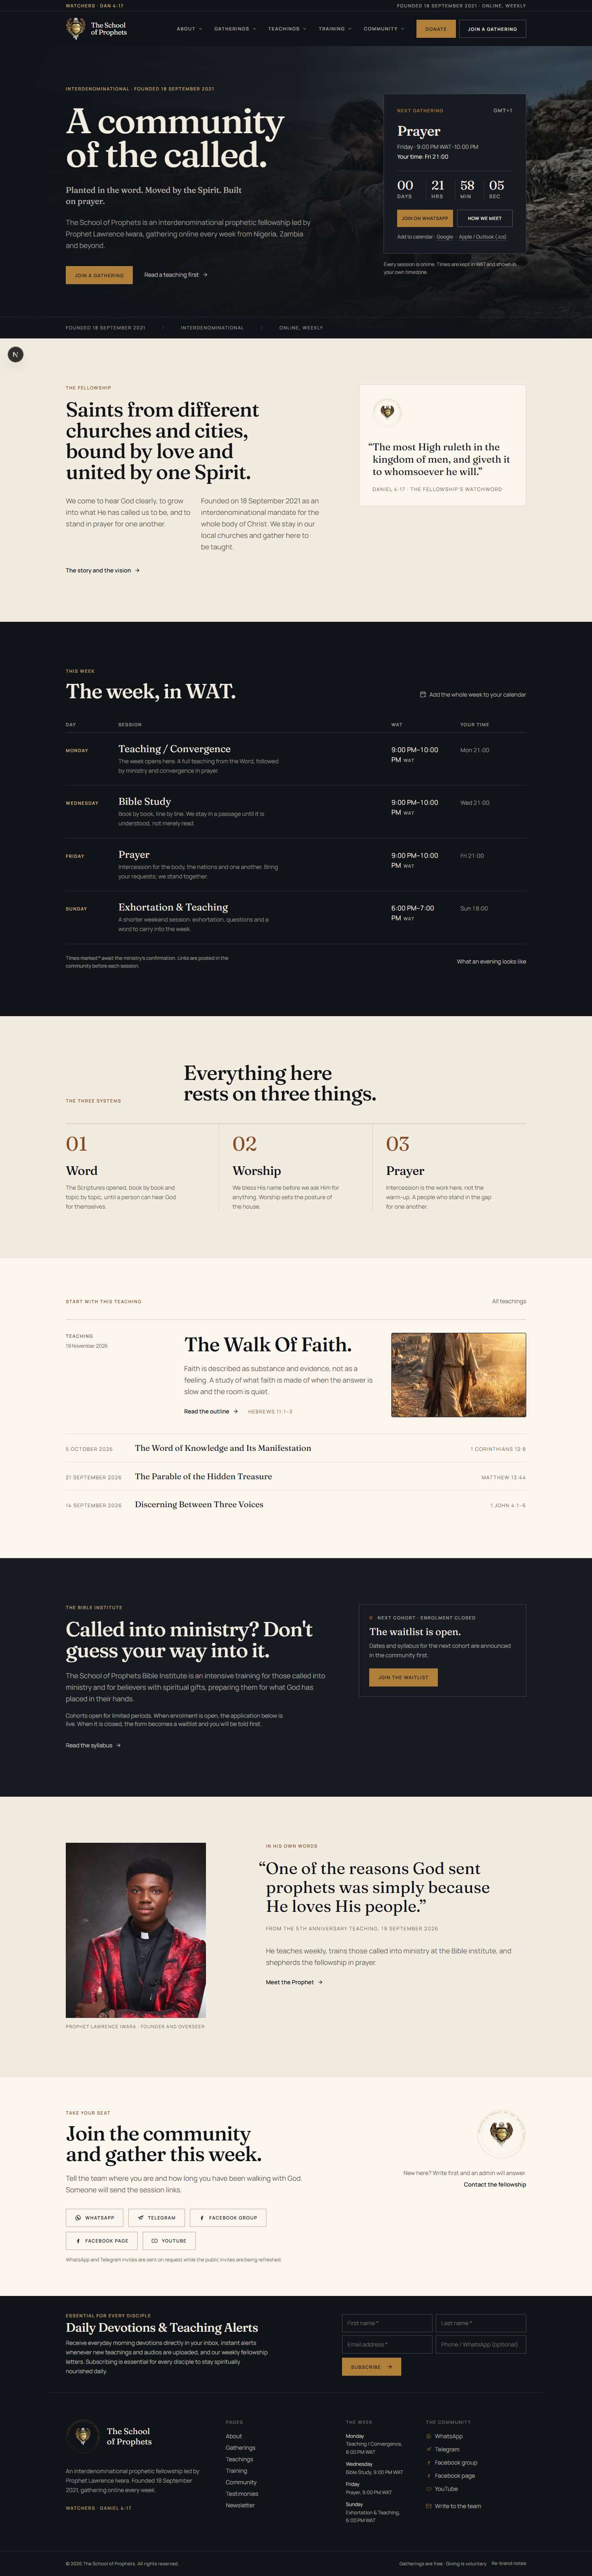 WATCHERS · DAN 4:17
FOUNDED 18 SEPTEMBER 2021 · ONLINE, WEEKLY
The School
of Prophets
ABOUT
GATHERINGS
TEACHINGS
TRAINING
COMMUNITY
DONATE
JOIN A GATHERING
INTERDENOMINATIONAL · FOUNDED 18 SEPTEMBER 2021
A community
of the called.
Planted in the word. Moved by the Spirit. Built
on prayer.
The School of Prophets is an interdenominational prophetic fellowship led by
Prophet Lawrence Iwara, gathering online every week from Nigeria, Zambia
and beyond.
JOIN A GATHERING
Read a teaching first →
NEXT GATHERING
GMT+1
Prayer
Friday · 9:00 PM WAT–10:00 PM
Your time: Fri 21:00
00 21 58 05
DAYS HRS MIN SEC
JOIN ON WHATSAPP
HOW WE MEET
Add to calendar: Google · Apple / Outlook (.ics)
Every session is online. Times are kept in WAT and shown in
your own timezone.
FOUNDED 18 SEPTEMBER 2021 / INTERDENOMINATIONAL / ONLINE, WEEKLY
N
THE FELLOWSHIP
Saints from different
churches and cities,
bound by love and
united by one Spirit.
We come to hear God clearly, to grow
into what He has called us to be, and to
stand in prayer for one another.
Founded on 18 September 2021 as an
interdenominational mandate for the
whole body of Christ. We stay in our
local churches and gather here to
be taught.
The story and the vision →
“The most High ruleth in the
kingdom of men, and giveth it
to whomsoever he will.”
DANIEL 4:17 · THE FELLOWSHIP'S WATCHWORD
THIS WEEK
The week, in WAT.
Add the whole week to your calendar
DAY SESSION WAT YOUR TIME
MONDAY
Teaching / Convergence
The week opens here. A full teaching from the Word, followed
by ministry and convergence in prayer.
9:00 PM–10:00
PM WAT
Mon 21:00
WEDNESDAY
Bible Study
Book by book, line by line. We stay in a passage until it is
understood, not merely read.
9:00 PM–10:00
PM WAT
Wed 21:00
FRIDAY
Prayer
Intercession for the body, the nations and one another. Bring
your requests; we stand together.
9:00 PM–10:00
PM WAT
Fri 21:00
SUNDAY
Exhortation & Teaching
A shorter weekend session: exhortation, questions and a
word to carry into the week.
6:00 PM–7:00
PM WAT
Sun 18:00
Times marked * await the ministry's confirmation. Links are posted in the
community before each session.
What an evening looks like
THE THREE SYSTEMS
Everything here
rests on three things.
01
Word
The Scriptures opened, book by book and
topic by topic, until a person can hear God
for themselves.
02
Worship
We bless His name before we ask Him for
anything. Worship sets the posture of
the house.
03
Prayer
Intercession is the work here, not the
warm-up. A people who stand in the gap
for one another.
START WITH THIS TEACHING
All teachings
TEACHING
19 November 2026
The Walk Of Faith.
Faith is described as substance and evidence, not as a
feeling. A study of what faith is made of when the answer is
slow and the room is quiet.
Read the outline →
HEBREWS 11:1–3
5 OCTOBER 2026 The Word of Knowledge and Its Manifestation 1 CORINTHIANS 12:8
21 SEPTEMBER 2026 The Parable of the Hidden Treasure MATTHEW 13:44
14 SEPTEMBER 2026 Discerning Between Three Voices 1 JOHN 4:1–6
THE BIBLE INSTITUTE
Called into ministry? Don't
guess your way into it.
The School of Prophets Bible Institute is an intensive training for those called into
ministry and for believers with spiritual gifts, preparing them for what God has
placed in their hands.
Cohorts open for limited periods. When enrolment is open, the application below is
live. When it is closed, the form becomes a waitlist and you will be told first.
Read the syllabus →
NEXT COHORT · ENROLMENT CLOSED
The waitlist is open.
Dates and syllabus for the next cohort are announced
in the community first.
JOIN THE WAITLIST
PROPHET LAWRENCE IWARA · FOUNDER AND OVERSEER
IN HIS OWN WORDS
“One of the reasons God sent
prophets was simply because
He loves His people.”
FROM THE 5TH ANNIVERSARY TEACHING, 19 SEPTEMBER 2026
He teaches weekly, trains those called into ministry at the Bible institute, and
shepherds the fellowship in prayer.
Meet the Prophet →
TAKE YOUR SEAT
Join the community
and gather this week.
Tell the team where you are and how long you have been walking with God.
Someone will send the session links.
WHATSAPP
TELEGRAM
FACEBOOK GROUP
FACEBOOK PAGE
YOUTUBE
WhatsApp and Telegram invites are sent on request while the public invites are being refreshed.
New here? Write first and an admin will answer.
Contact the fellowship
ESSENTIAL FOR EVERY DISCIPLE
Daily Devotions & Teaching Alerts
Receive everyday morning devotions directly in your inbox, instant alerts
whenever new teachings and audios are uploaded, and our weekly fellowship
letters. Subscribing is essential for every disciple to stay spiritually
nourished daily.
First name *
Last name *
Email address *
Phone / WhatsApp (optional)
SUBSCRIBE →
The School
of Prophets
An interdenominational prophetic fellowship led by
Prophet Lawrence Iwara. Founded 18 September
2021, gathering online every week.
WATCHERS · DANIEL 4:17
PAGES
About
Gatherings
Teachings
Training
Community
Testimonies
Newsletter
THE WEEK
Monday
Teaching / Convergence,
9:00 PM WAT
Wednesday
Bible Study, 9:00 PM WAT
Friday
Prayer, 9:00 PM WAT
Sunday
Exhortation & Teaching,
6:00 PM WAT
THE COMMUNITY
WhatsApp
Telegram
Facebook group
Facebook page
YouTube
Write to the team
© 2026 The School of Prophets. All rights reserved.
Gatherings are free · Giving is voluntary
Re-brand notes